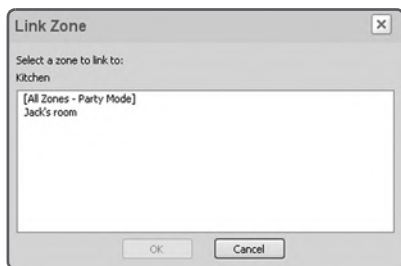 Link Zone
Select a zone to link to:
Kitchen
[All Zones - Party Mode]
Jack's room
OK
Cancel